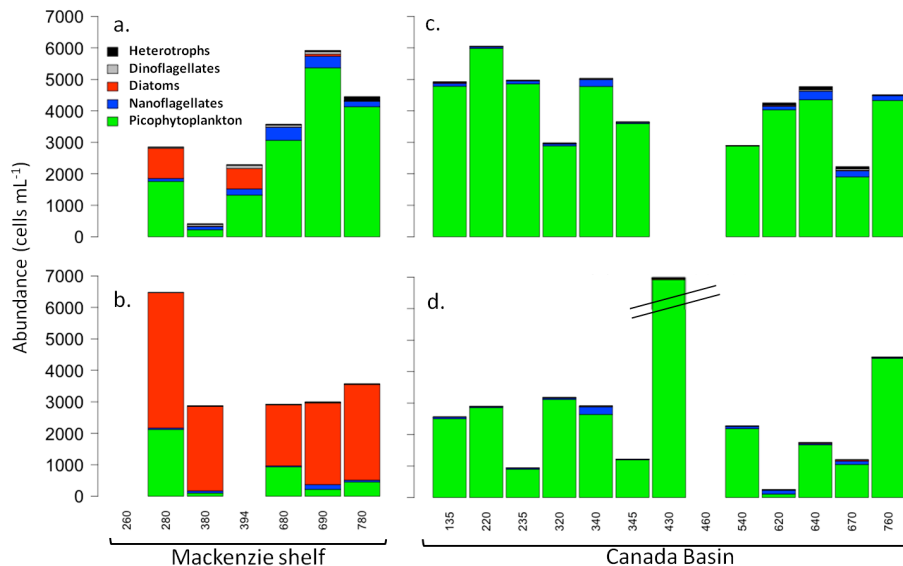 a.
c.
7000
6000
5000
4000
3000
2000
1000
0
Heterotrophs
Dinoflagellates
Diatoms
Nanoflagellates
Picophytoplankton
Abundance (cells mL⁻¹)
b.
d.
7000
6000
5000
4000
3000
2000
1000
0
260 280 380 394 680 690 780
135 220 235 320 340 345 430 460 540 620 640 670 760
Mackenzie shelf
Canada Basin